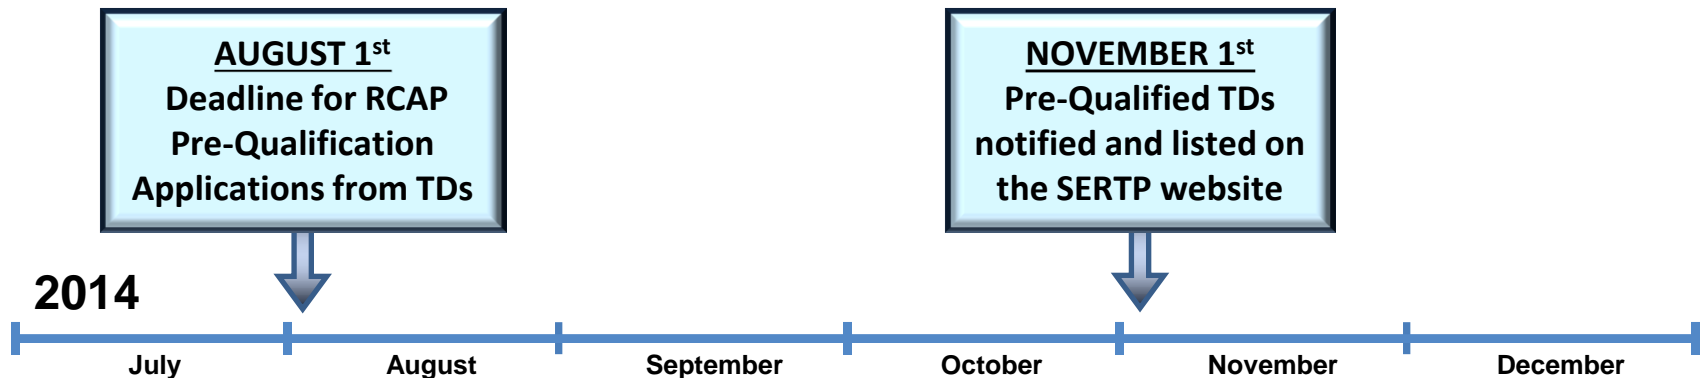 AUGUST 1st
Deadline for RCAP
Pre-Qualification
Applications from TDs
NOVEMBER 1st
Pre-Qualified TDs
notified and listed on
the SERTP website
2014
July
August
September
October
November
December